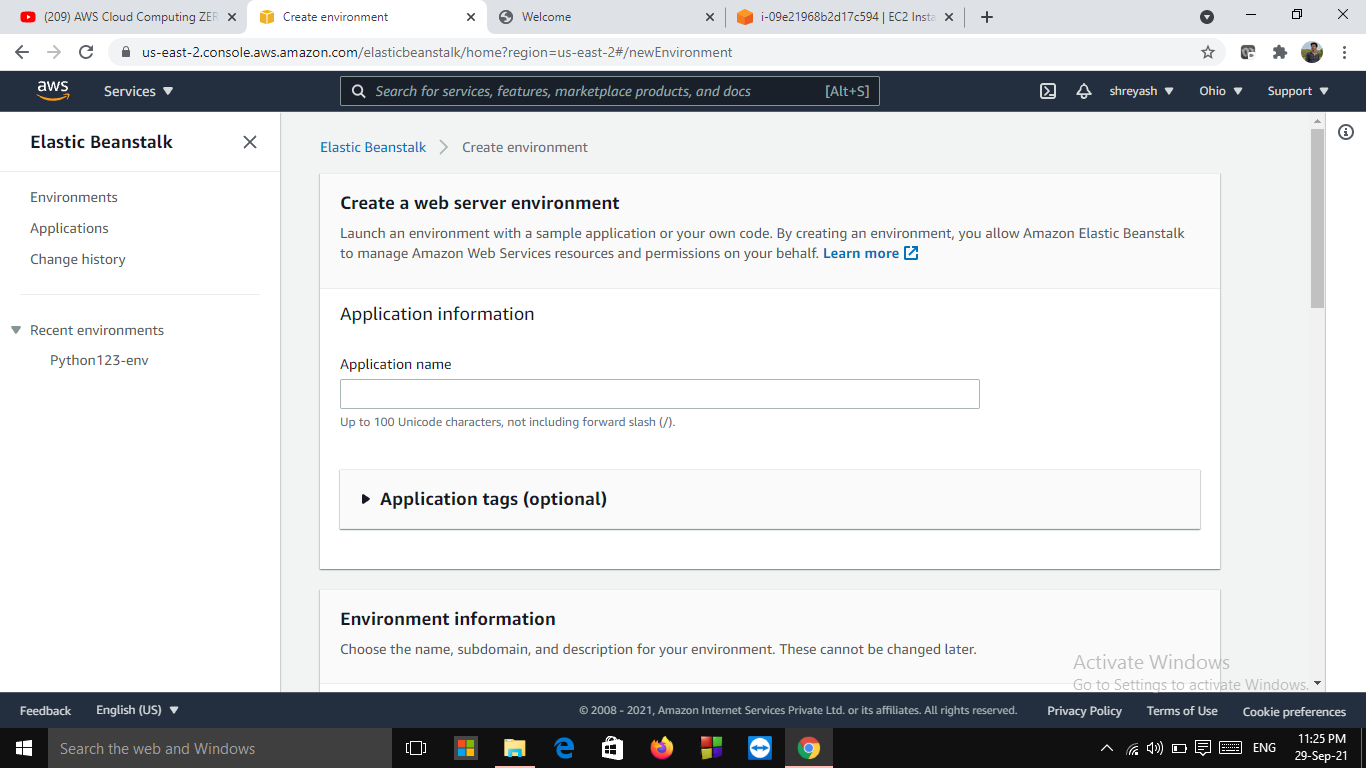 (209) AWS Cloud Computing ZER
Create environment
Welcome
i-09e21968b2d17c594 | EC2 Insta
us-east-2.console.aws.amazon.com/elasticbeanstalk/home?region=us-east-2#/newEnvironment
aws
Services
Search for services, features, marketplace products, and docs
[Alt+S]
shreyash
Ohio
Support
Elastic Beanstalk
Environments
Applications
Change history
Recent environments
Python123-env
Elastic Beanstalk
Create environment
Create a web server environment
Launch an environment with a sample application or your own code. By creating an environment, you allow Amazon Elastic Beanstalk
to manage Amazon Web Services resources and permissions on your behalf. Learn more
Application information
Application name
Up to 100 Unicode characters, not including forward slash (/).
Application tags (optional)
Environment information
Choose the name, subdomain, and description for your environment. These cannot be changed later.
Activate Windows
Go to Settings to activate Windows.
Feedback
English (US)
© 2008 - 2021, Amazon Internet Services Private Ltd. or its affiliates. All rights reserved.
Privacy Policy
Terms of Use
Cookie preferences
Search the web and Windows
ENG
11:25 PM
29-Sep-21